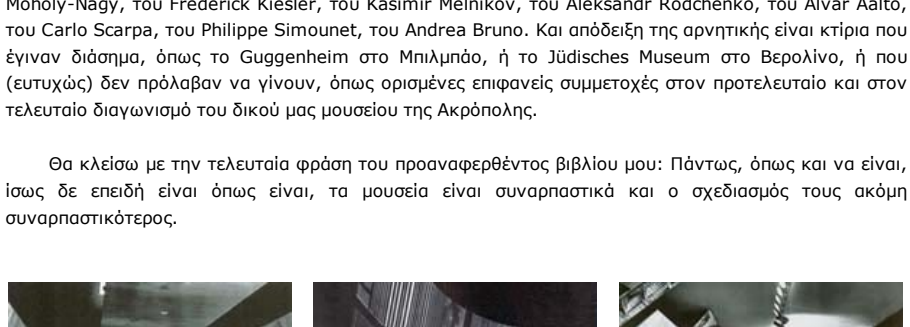 Moholy-Nagy, του Frederick Kiesler, του Kasimir Melnikov, του Aleksandr Rodchenko, του Alvar Aalto,
του Carlo Scarpa, του Philippe Simounet, του Andrea Bruno. Και απόδειξη της αρνητικής είναι κτίρια που
έγιναν διάσημα, όπως το Guggenheim στο Μπιλμπάο, ή το Jüdisches Museum στο Βερολίνο, ή που
(ευτυχώς) δεν πρόλαβαν να γίνουν, όπως ορισμένες επιφανείς συμμετοχές στον προτελευταίο και στον
τελευταίο διαγωνισμό του δικού μας μουσείου της Ακρόπολης.
Θα κλείσω με την τελευταία φράση του προαναφερθέντος βιβλίου μου: Πάντως, όπως και να είναι,
ίσως δε επειδή είναι όπως είναι, τα μουσεία είναι συναρπαστικά και ο σχεδιασμός τους ακόμη
συναρπαστικότερος.